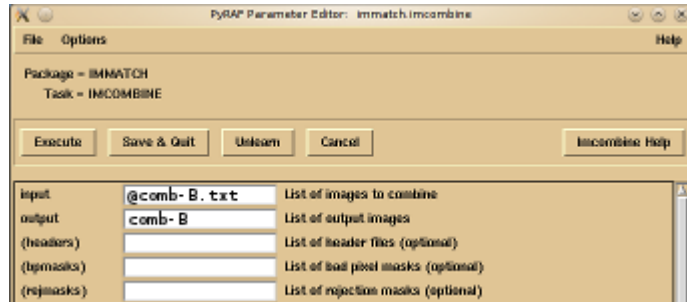 PyRAF Parameter Editor: immatch.imcombine
File Options Help
Package = IMMATCH
Task = IMCOMBINE
Execute Save & Quit Unlearn Cancel Imcombine Help
input @comb-B.txt List of images to combine
output comb-B List of output images
(headers) List of header files (optional)
(bpmasks) List of bad pixel masks (optional)
(rejmasks) List of rejection masks (optional)